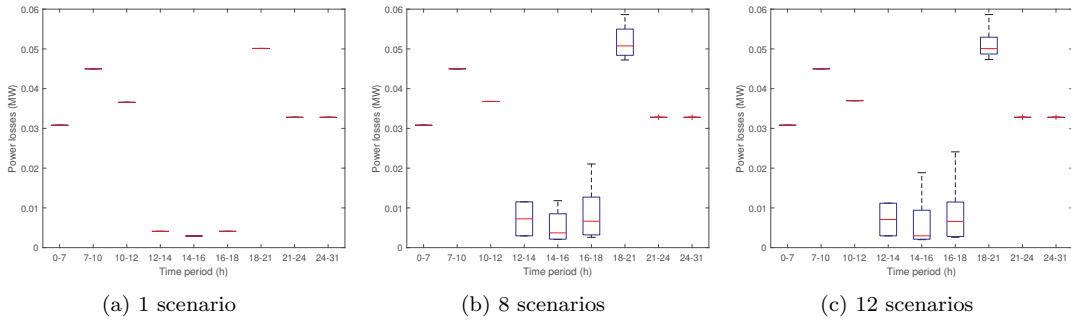 0.06
0.05
0.04
0.03
0.02
0.01
0
Power losses (MW)
0-7 7-10 10-12 12-14 14-16 16-18 18-21 21-24 24-31
Time period (h)
(a) 1 scenario
0.06
0.05
0.04
0.03
0.02
0.01
0
Power losses (MW)
0-7 7-10 10-12 12-14 14-16 16-18 18-21 21-24 24-31
Time period (h)
(b) 8 scenarios
0.06
0.05
0.04
0.03
0.02
0.01
0
Power losses (MW)
0-7 7-10 10-12 12-14 14-16 16-18 18-21 21-24 24-31
Time period (h)
(c) 12 scenarios